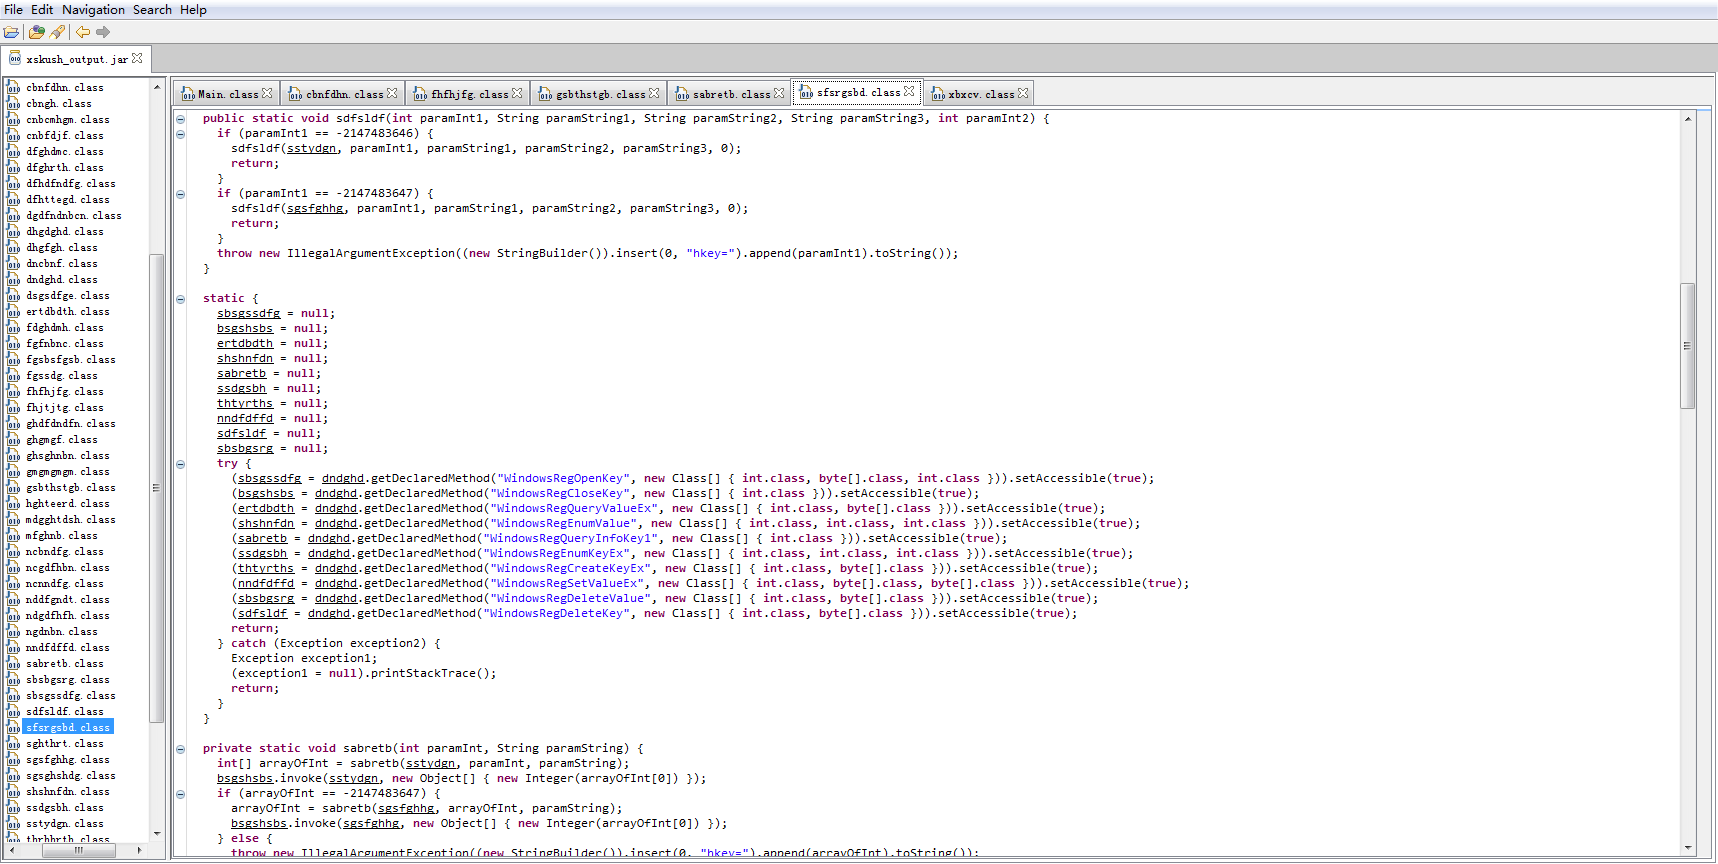 File Edit Navigation Search Help
xskush_output.jar
cbnfdhn.class
cbngh.class
cnbcmhgm.class
cnbfdjf.class
dfghdmc.class
dfghrth.class
dfhdfndfg.class
dfhttegd.class
dgdfndnbcn.class
dhgdghd.class
dhgfgh.class
dncbnf.class
dndghd.class
dsgsdfge.class
ertdbdth.class
fdghdmh.class
fgfnbnc.class
fgsbsfgsb.class
fgssdg.class
fhfhjfg.class
fhjtjtg.class
ghdfdndfn.class
ghgmgf.class
ghsghnbn.class
gmgmgmgm.class
gsbthstgb.class
hghteerd.class
mdgghtdsh.class
mfghnb.class
ncbndfg.class
ncgdfhbn.class
ncnndfg.class
nddfgndt.class
ndgdfhfh.class
ngdnbn.class
nndfdffd.class
sabretb.class
sbsbgsrg.class
sbsgssdfg.class
sdfsldf.class
sfsrgsbd.class
sghthrt.class
sgsfghhg.class
sgsghshdg.class
shshnfdn.class
ssdgsbh.class
sstydgn.class
thrhhrth.class
Main.class cbnfdhn.class fhfhjfg.class gsbthstgb.class sabretb.class sfsrgsbd.class xbxcv.class
public static void sdfsldf(int paramInt1, String paramString1, String paramString2, String paramString3, int paramInt2) {
if (paramInt1 == -2147483646) {
sdfsldf(sstydgn, paramInt1, paramString1, paramString2, paramString3, 0);
return;
}
if (paramInt1 == -2147483647) {
sdfsldf(sgsfghhg, paramInt1, paramString1, paramString2, paramString3, 0);
return;
}
throw new IllegalArgumentException((new StringBuilder()).insert(0, "hkey=").append(paramInt1).toString());
}
static {
sbsgssdfg = null;
bsgshsbs = null;
ertdbdth = null;
shshnfdn = null;
sabretb = null;
ssdgsbh = null;
thtyrths = null;
nndfdffd = null;
sdfsldf = null;
sbsbgsrg = null;
try {
(sbsgssdfg = dndghd.getDeclaredMethod("WindowsRegOpenKey", new Class[] { int.class, byte[].class, int.class })).setAccessible(true);
(bsgshsbs = dndghd.getDeclaredMethod("WindowsRegCloseKey", new Class[] { int.class })).setAccessible(true);
(ertdbdth = dndghd.getDeclaredMethod("WindowsRegQueryValueEx", new Class[] { int.class, byte[].class })).setAccessible(true);
(shshnfdn = dndghd.getDeclaredMethod("WindowsRegEnumValue", new Class[] { int.class, int.class, int.class })).setAccessible(true);
(sabretb = dndghd.getDeclaredMethod("WindowsRegQueryInfoKey1", new Class[] { int.class })).setAccessible(true);
(ssdgsbh = dndghd.getDeclaredMethod("WindowsRegEnumKeyEx", new Class[] { int.class, int.class, int.class })).setAccessible(true);
(thtyrths = dndghd.getDeclaredMethod("WindowsRegCreateKeyEx", new Class[] { int.class, byte[].class })).setAccessible(true);
(nndfdffd = dndghd.getDeclaredMethod("WindowsRegSetValueEx", new Class[] { int.class, byte[].class, byte[].class })).setAccessible(true);
(sbsbgsrg = dndghd.getDeclaredMethod("WindowsRegDeleteValue", new Class[] { int.class, byte[].class })).setAccessible(true);
(sdfsldf = dndghd.getDeclaredMethod("WindowsRegDeleteKey", new Class[] { int.class, byte[].class })).setAccessible(true);
return;
} catch (Exception exception2) {
Exception exception1;
(exception1 = null).printStackTrace();
return;
}
}
private static void sabretb(int paramInt, String paramString) {
int[] arrayOfInt = sabretb(sstydgn, paramInt, paramString);
bsgshsbs.invoke(sstydgn, new Object[] { new Integer(arrayOfInt[0]) });
if (arrayOfInt == -2147483647) {
arrayOfInt = sabretb(sgsfghhg, arrayOfInt, paramString);
bsgshsbs.invoke(sgsfghhg, new Object[] { new Integer(arrayOfInt[0]) });
} else {
throw new IllegalArgumentException((new StringBuilder()).insert(0, "hkey=").append(arrayOfInt).toString());